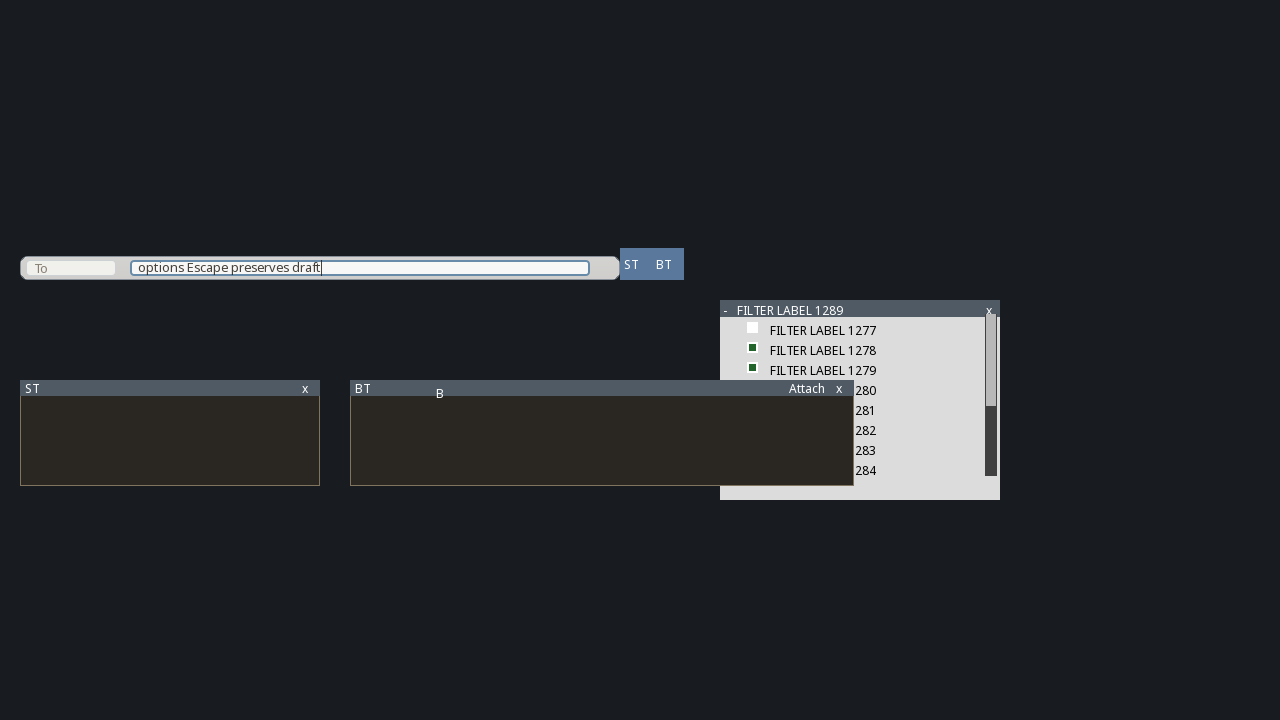 To options Escape preserves draft ST BT
- FILTER LABEL 1289 x
FILTER LABEL 1277
FILTER LABEL 1278
FILTER LABEL 1279
ST x
BT B Attach x
280
281
282
283
284